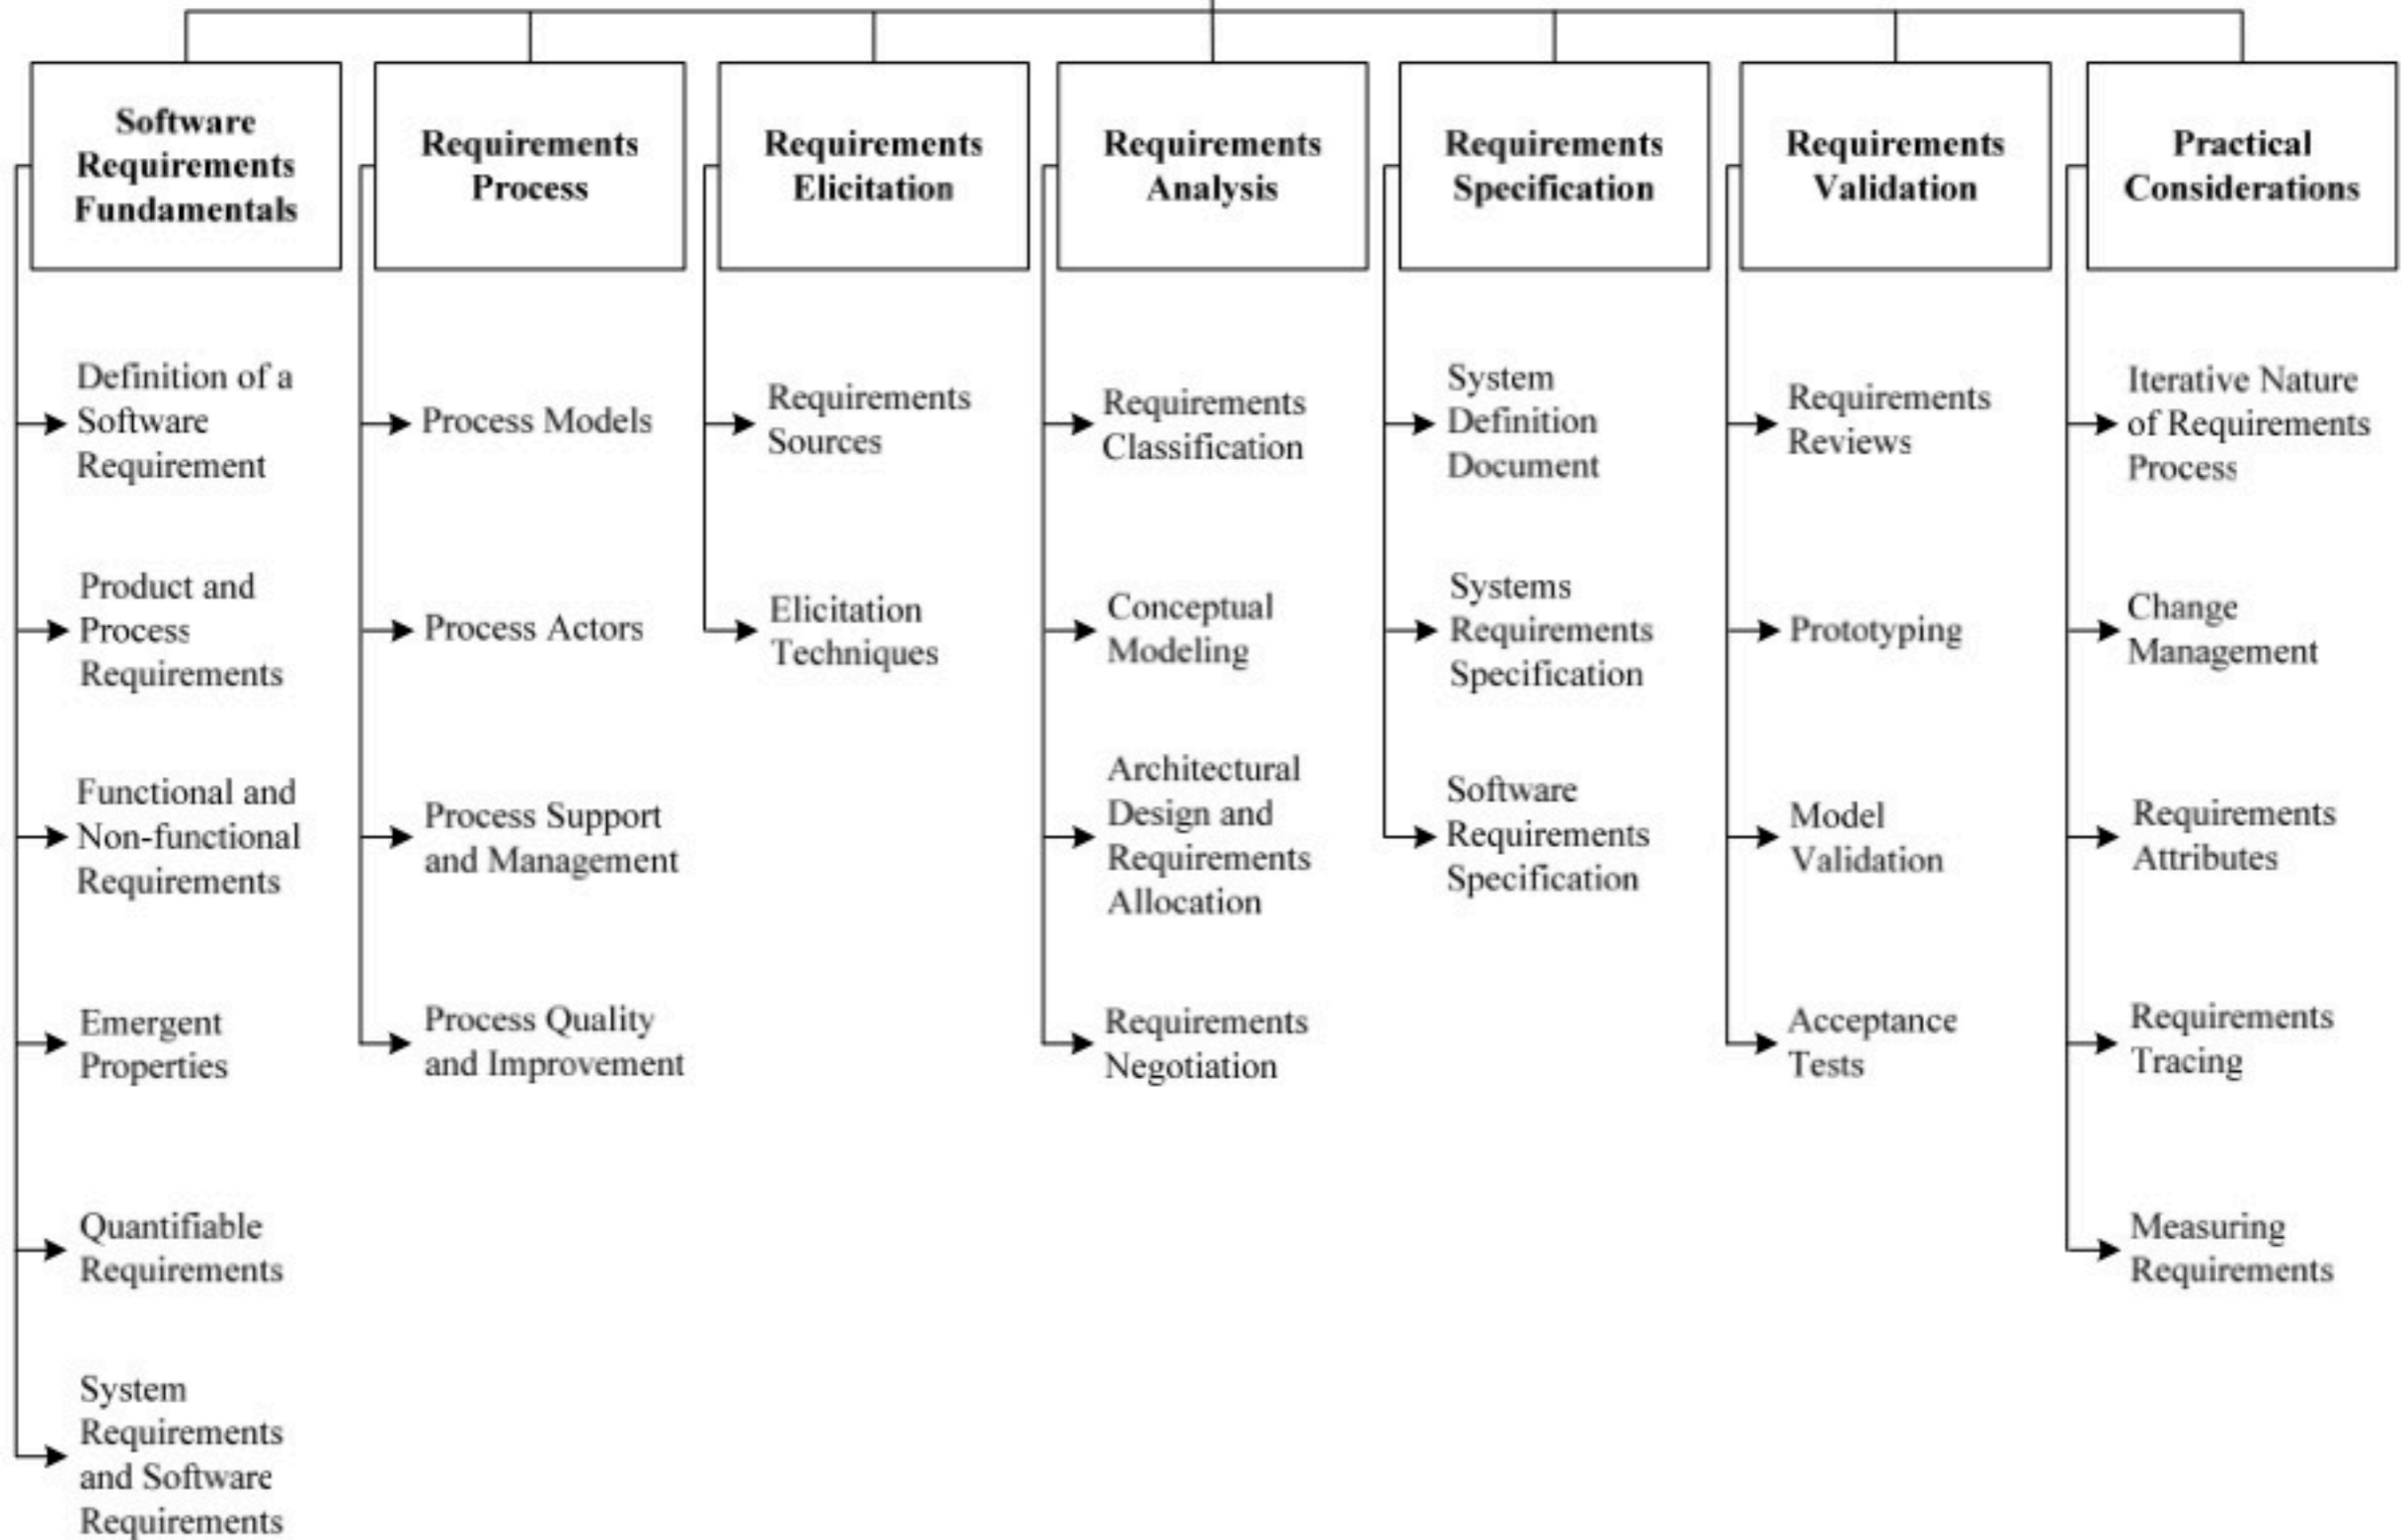 Software
Requirements
Fundamentals
Definition of a
Software
Requirement
Product and
Process
Requirements
Functional and
Non-functional
Requirements
Emergent
Properties
Quantifiable
Requirements
System
Requirements
and Software
Requirements
Requirements
Process
Process Models
Process Actors
Process Support
and Management
Process Quality
and Improvement
Requirements
Elicitation
Requirements
Sources
Elicitation
Techniques
Requirements
Analysis
Requirements
Classification
Conceptual
Modeling
Architectural
Design and
Requirements
Allocation
Requirements
Negotiation
Requirements
Specification
System
Definition
Document
Systems
Requirements
Specification
Software
Requirements
Specification
Requirements
Validation
Requirements
Reviews
Prototyping
Model
Validation
Acceptance
Tests
Practical
Considerations
Iterative Nature
of Requirements
Process
Change
Management
Requirements
Attributes
Requirements
Tracing
Measuring
Requirements